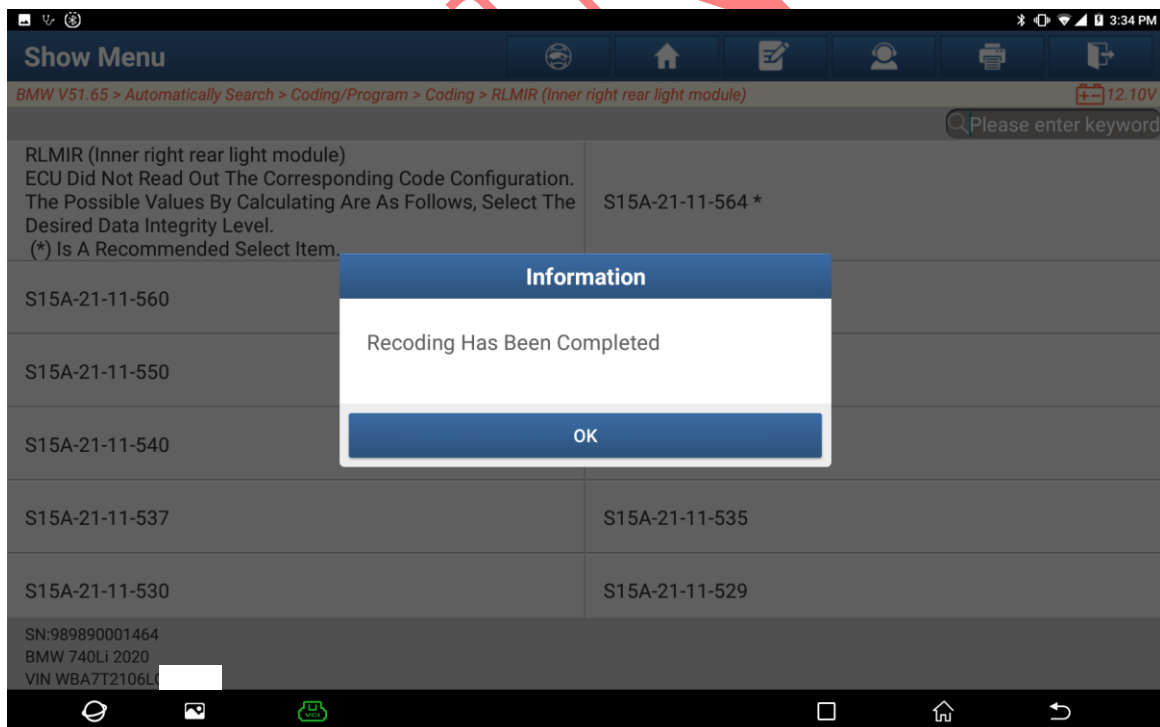 3:34 PM
Show Menu
BMW V51.65 > Automatically Search > Coding/Program > Coding > RLMIR (Inner right rear light module)
12.10V
Please enter keyword
RLMIR (Inner right rear light module)
ECU Did Not Read Out The Corresponding Code Configuration.
The Possible Values By Calculating Are As Follows, Select The
Desired Data Integrity Level.
(*) Is A Recommended Select Item.
S15A-21-11-564 *
Information
S15A-21-11-560
Recoding Has Been Completed
S15A-21-11-550
OK
S15A-21-11-540
S15A-21-11-537
S15A-21-11-535
S15A-21-11-530
S15A-21-11-529
SN:989890001464
BMW 740Li 2020
VIN WBA7T2106L
VCI